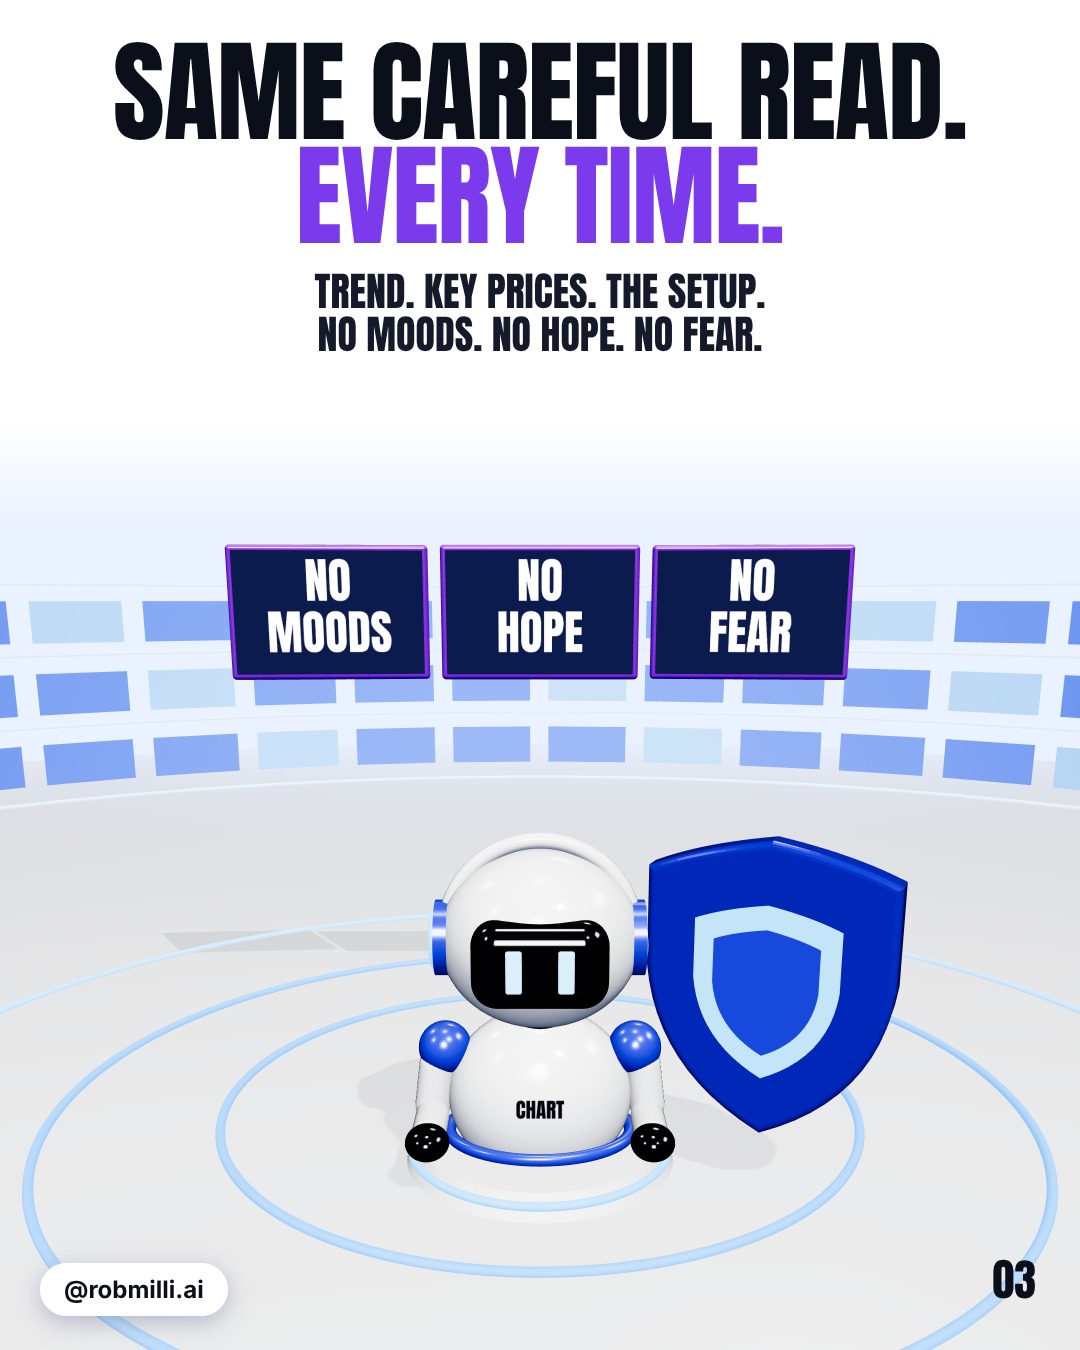 SAME CAREFUL READ.
EVERY TIME.
TREND. KEY PRICES. THE SETUP.
NO MOODS. NO HOPE. NO FEAR.
NO
MOODS
NO
HOPE
NO
FEAR
CHART
@robmilli.ai
03